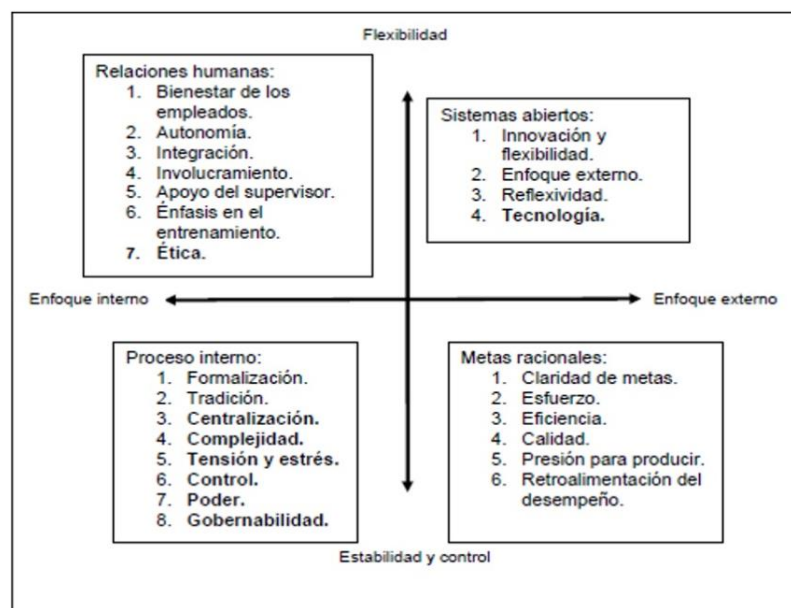 Flexibilidad
Relaciones humanas:
1. Bienestar de los
empleados.
2. Autonomía.
3. Integración.
4. Involucramiento.
5. Apoyo del supervisor.
6. Énfasis en el
entrenamiento.
7. Ética.
Sistemas abiertos:
1. Innovación y
flexibilidad.
2. Enfoque externo.
3. Reflexividad.
4. Tecnología.
Enfoque interno
Enfoque externo
Proceso interno:
1. Formalización.
2. Tradición.
3. Centralización.
4. Complejidad.
5. Tensión y estrés.
6. Control.
7. Poder.
8. Gobernabilidad.
Metas racionales:
1. Claridad de metas.
2. Esfuerzo.
3. Eficiencia.
4. Calidad.
5. Presión para producir.
6. Retroalimentación del
desempeño.
Estabilidad y control